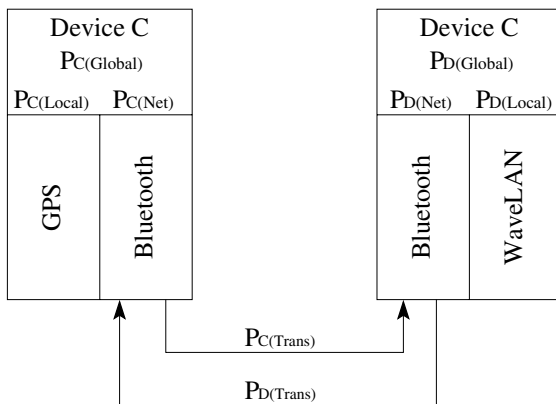 Device C
PC(Global)
PC(Local) PC(Net)
GPS
Bluetooth
Device C
PD(Global)
PD(Net) PD(Local)
Bluetooth
WaveLAN
PC(Trans)
PD(Trans)